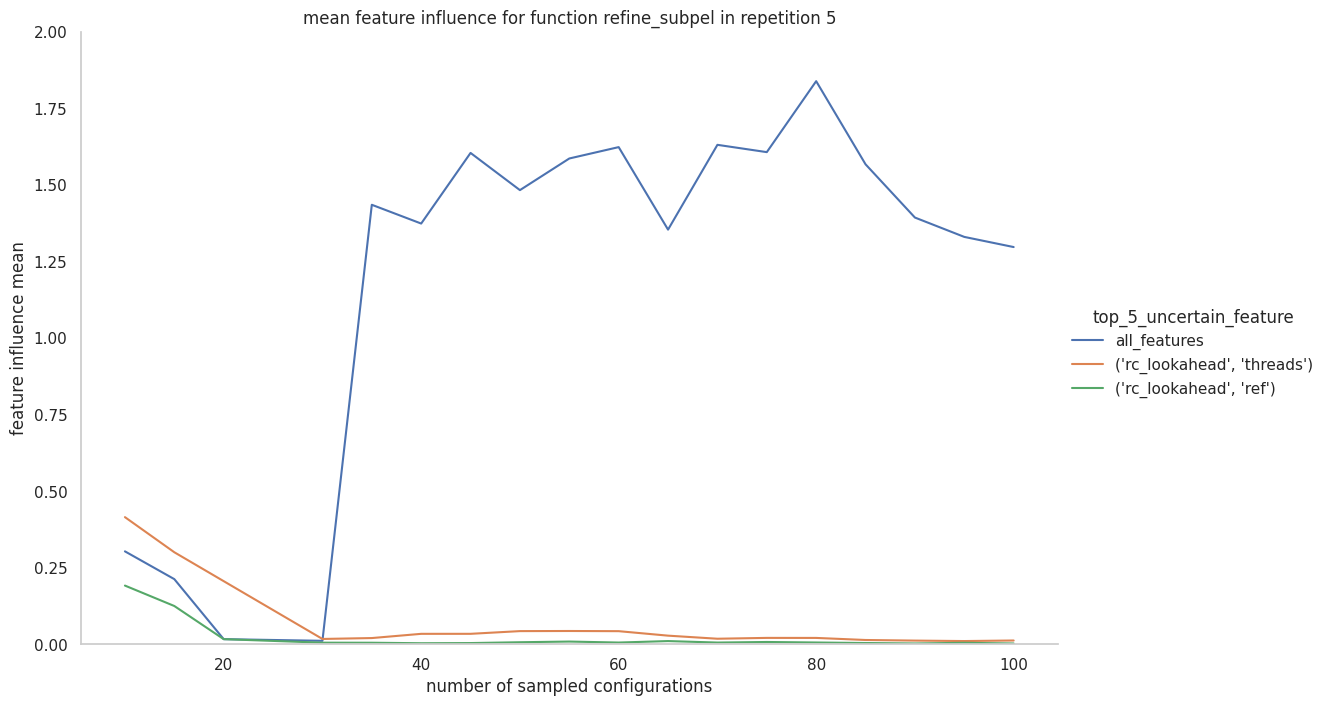 mean feature influence for function refine_subpel in repetition 5
2.00
1.75
1.50
1.25
1.00
0.75
0.50
0.25
0.00
feature influence mean
20
40
60
80
100
number of sampled configurations
top_5_uncertain_feature
all_features
('rc_lookahead', 'threads')
('rc_lookahead', 'ref')